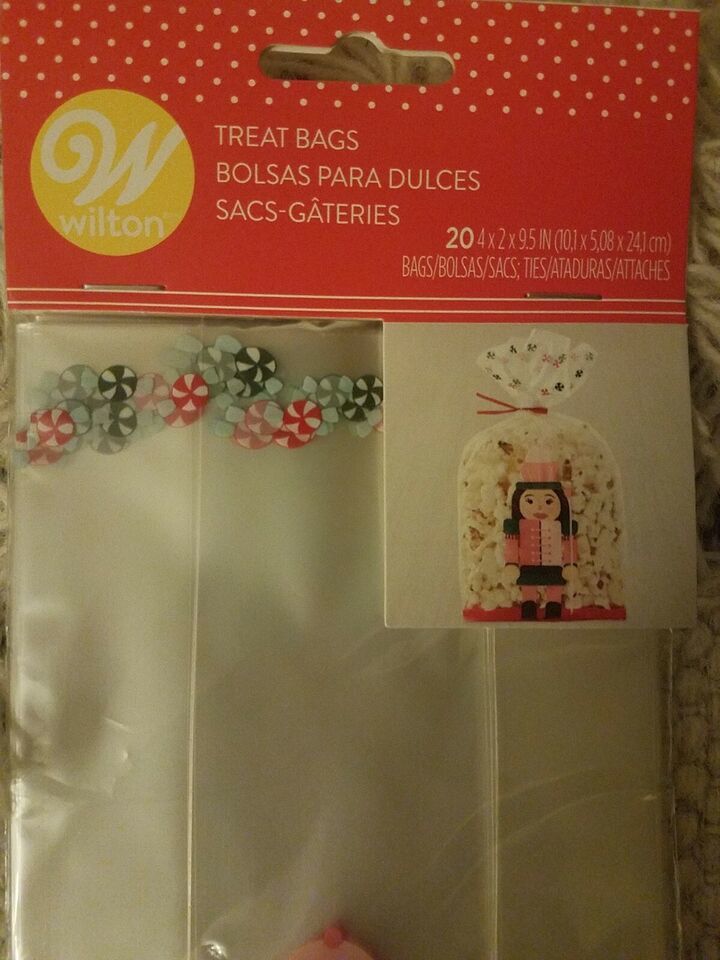 wilton
TREAT BAGS
BOLSAS PARA DULCES
SACS-GÂTERIES
20 4 x 2 x 9.5 IN (10,1 x 5,08 x 24,1 cm)
BAGS/BOLSAS/SACS; TIES/ATADURAS/ATTACHES